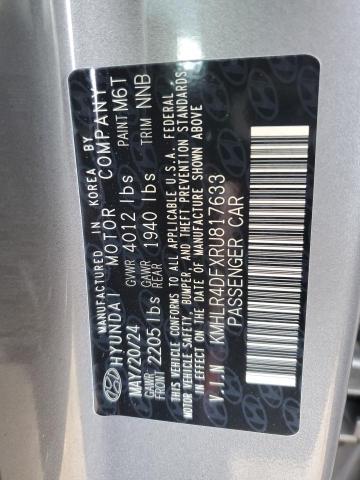 MANUFACTURED IN KOREA BY
HYUNDAI MOTOR COMPANY
MAY/20/24 GVWR 4012 lbs PAINT M6T
GAWR FRONT 2205 lbs GAWR REAR 1940 lbs TRIM NNB
THIS VEHICLE CONFORMS TO ALL APPLICABLE U.S.A. FEDERAL
MOTOR VEHICLE SAFETY, BUMPER, AND THEFT PREVENTION STANDARDS
IN EFFECT ON THE DATE OF MANUFACTURE SHOWN ABOVE
V.I.N KMHLR4DFXRU817633
PASSENGER CAR